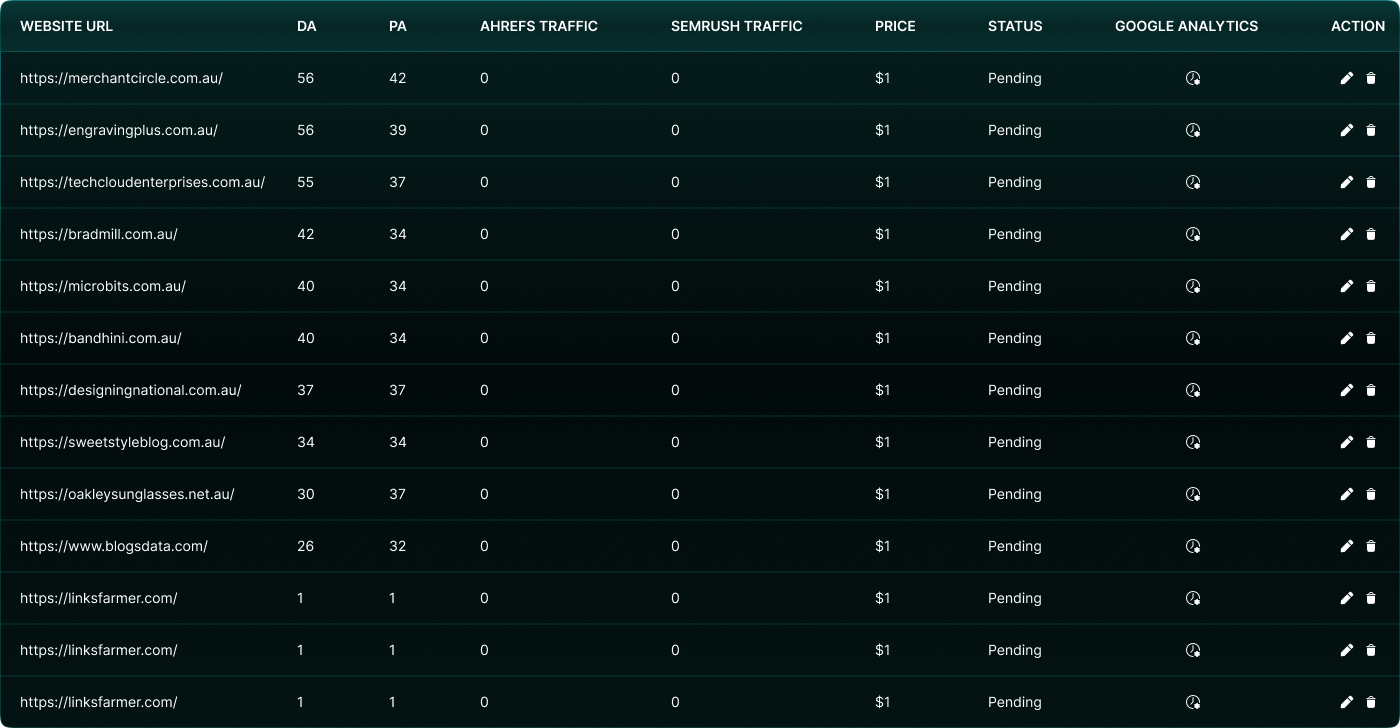 WEBSITE URL DA PA AHREFS TRAFFIC SEMRUSH TRAFFIC PRICE STATUS GOOGLE ANALYTICS ACTION
https://merchantcircle.com.au/ 56 42 0 0 $1 Pending
https://engravingplus.com.au/ 56 39 0 0 $1 Pending
https://techcloudenterprises.com.au/ 55 37 0 0 $1 Pending
https://bradmill.com.au/ 42 34 0 0 $1 Pending
https://microbits.com.au/ 40 34 0 0 $1 Pending
https://bandhini.com.au/ 40 34 0 0 $1 Pending
https://designingnational.com.au/ 37 37 0 0 $1 Pending
https://sweetstyleblog.com.au/ 34 34 0 0 $1 Pending
https://oakleysunglasses.net.au/ 30 37 0 0 $1 Pending
https://www.blogsdata.com/ 26 32 0 0 $1 Pending
https://linksfarmer.com/ 1 1 0 0 $1 Pending
https://linksfarmer.com/ 1 1 0 0 $1 Pending
https://linksfarmer.com/ 1 1 0 0 $1 Pending